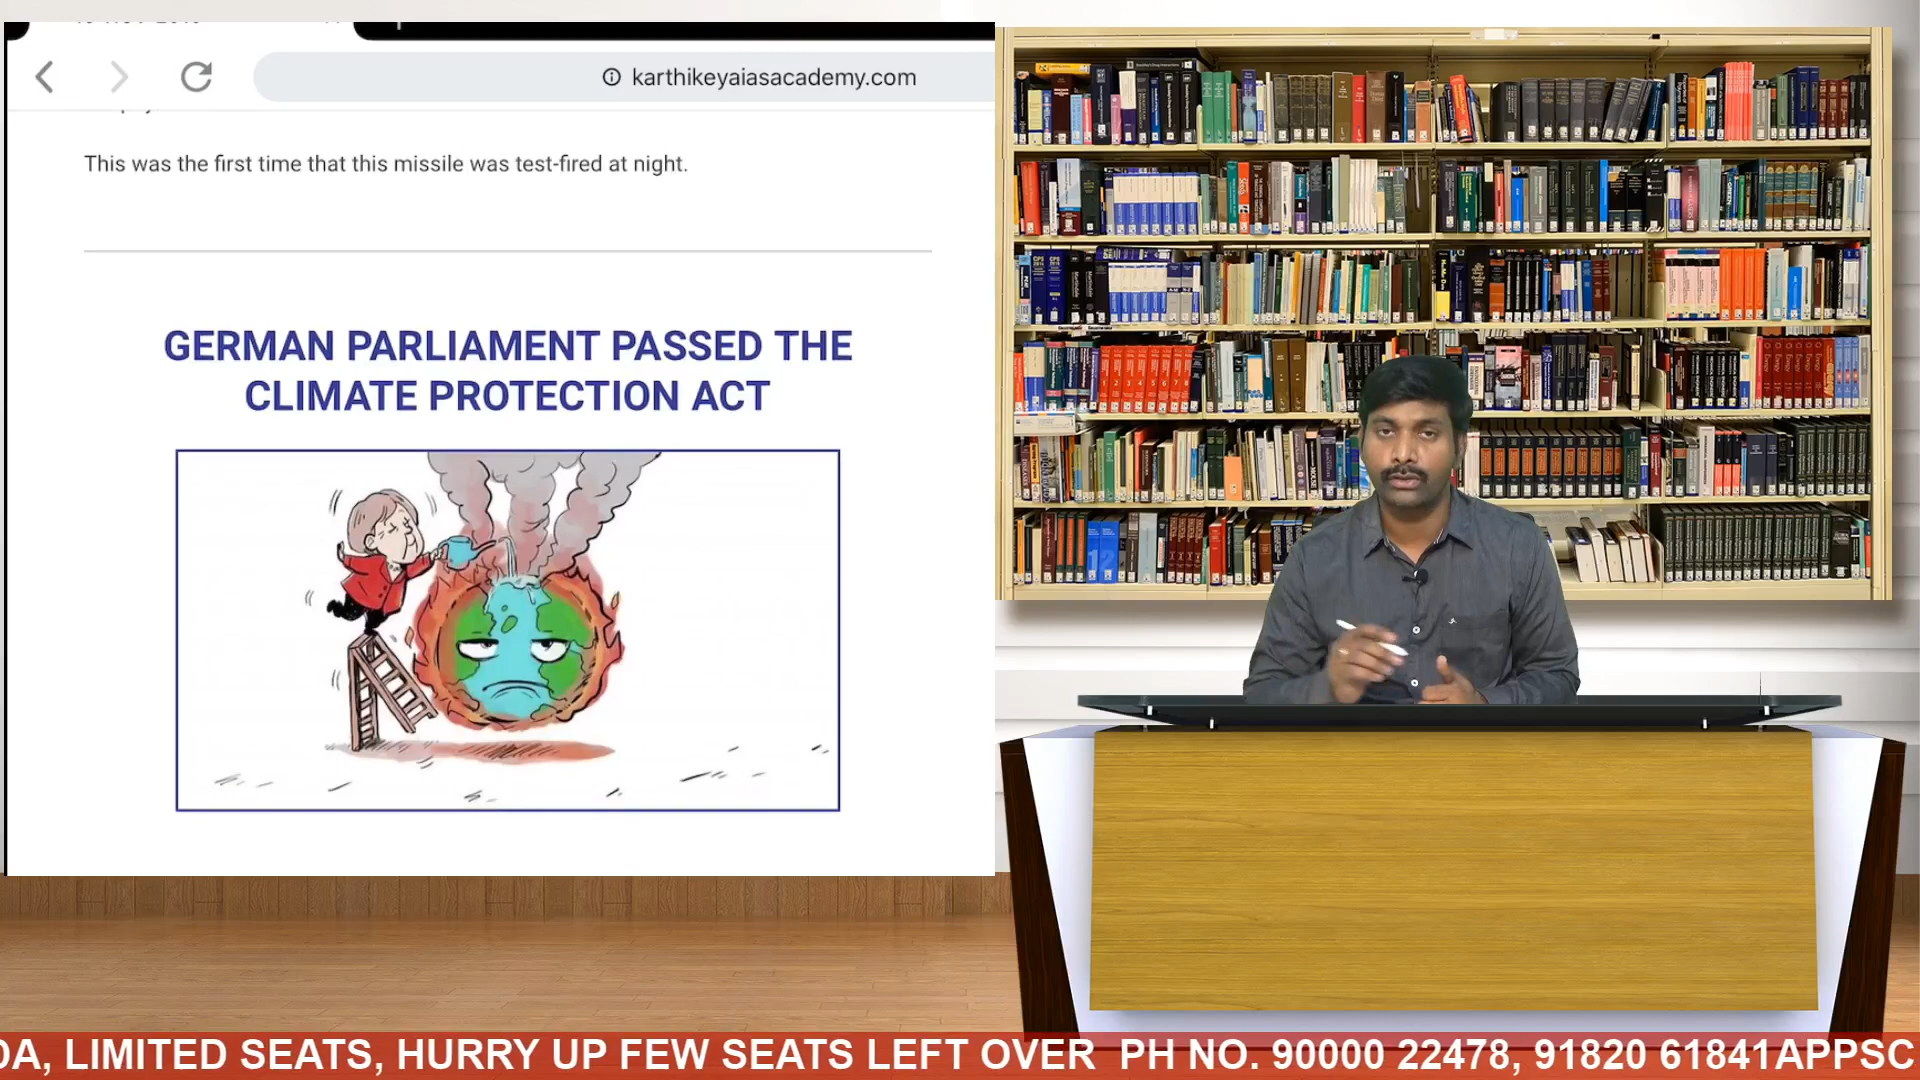 karthikeyaiasacademy.com
This was the first time that this missile was test-fired at night.
GERMAN PARLIAMENT PASSED THE
CLIMATE PROTECTION ACT
DA, LIMITED SEATS, HURRY UP FEW SEATS LEFT OVER PH NO. 90000 22478, 91820 61841APPSC